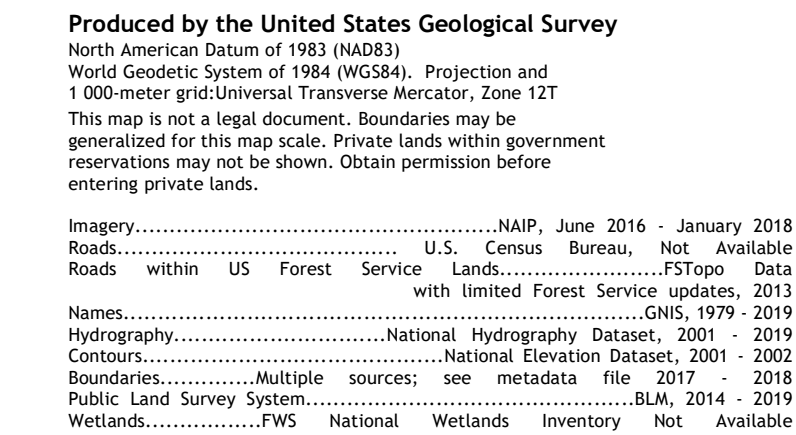 Produced by the United States Geological Survey
North American Datum of 1983 (NAD83)
World Geodetic System of 1984 (WGS84). Projection and
1 000-meter grid:Universal Transverse Mercator, Zone 12T
This map is not a legal document. Boundaries may be
generalized for this map scale. Private lands within government
reservations may not be shown. Obtain permission before
entering private lands.
Imagery.....................................................NAIP, June 2016 - January 2018
Roads......................................... U.S. Census Bureau, Not Available
Roads within US Forest Service Lands........................FSTopo Data
with limited Forest Service updates, 2013
Names............................................................................GNIS, 1979 - 2019
Hydrography...............................National Hydrography Dataset, 2001 - 2019
Contours............................................National Elevation Dataset, 2001 - 2002
Boundaries..............Multiple sources; see metadata file 2017 - 2018
Public Land Survey System................................................BLM, 2014 - 2019
Wetlands.................FWS National Wetlands Inventory Not Available